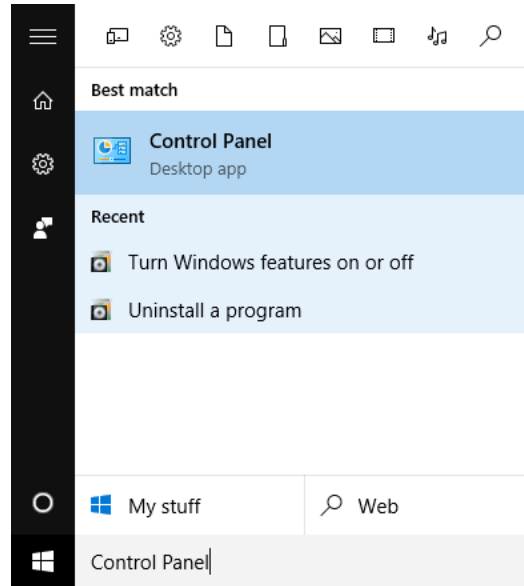 Best match
Control Panel
Desktop app
Recent
Turn Windows features on or off
Uninstall a program
My stuff
Web
Control Panel